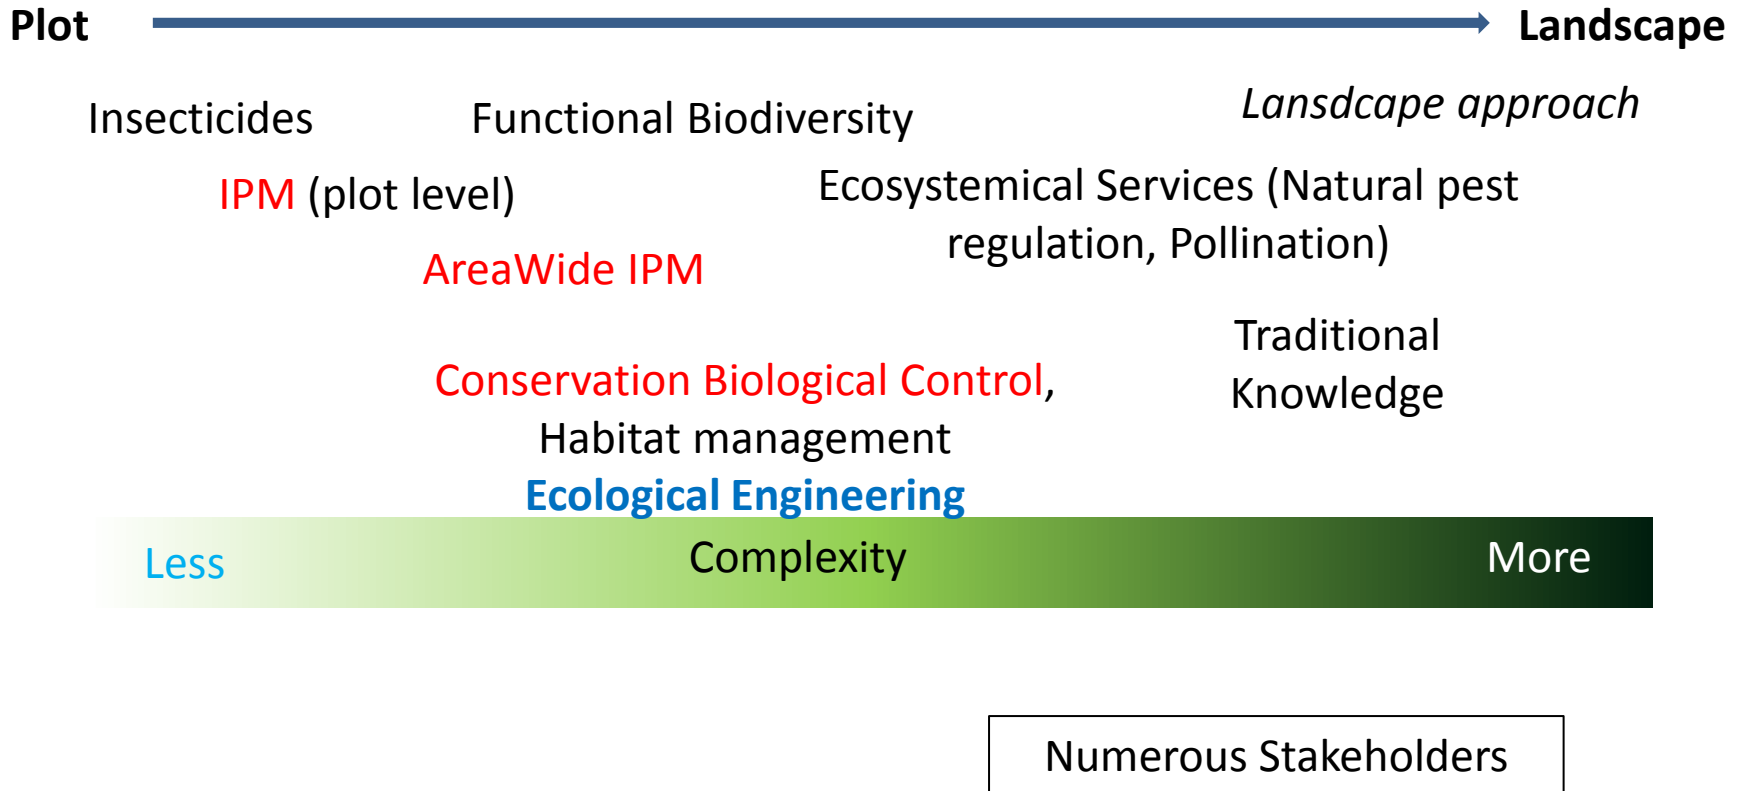 Plot
Landscape
Insecticides
Functional Biodiversity
Lansdcape approach
IPM (plot level)
Ecosystemical Services (Natural pest
regulation, Pollination)
AreaWide IPM
Traditional
Knowledge
Conservation Biological Control,
Habitat management
Ecological Engineering
Less
Complexity
More
Numerous Stakeholders